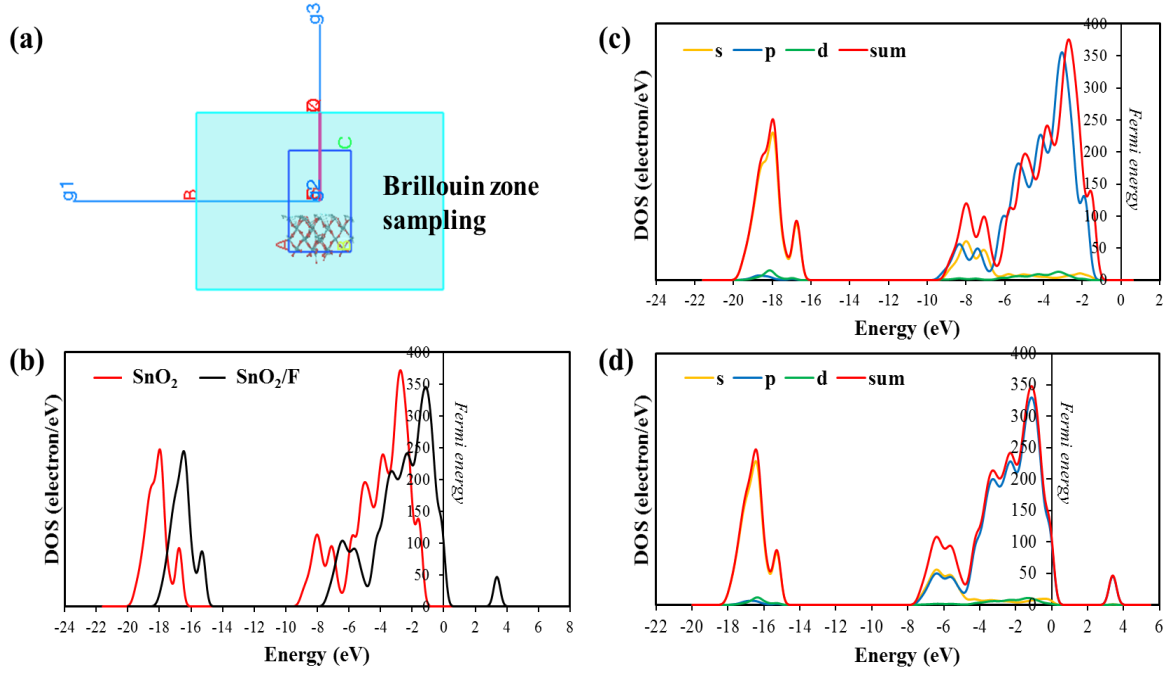 (a)
g3
C
g1
B
g2
A
Brillouin zone
sampling
(b)
SnO₂ SnO₂/F
400
350
300
250
200
150
100
50
0
Fermi energy
DOS (electron/eV)
-24 -22 -20 -18 -16 -14 -12 -10 -8 -6 -4 -2 0 2 4 6 8
Energy (eV)
(c)
s p d sum
400
350
300
250
200
150
100
50
0
Fermi energy
DOS (electron/eV)
-24 -22 -20 -18 -16 -14 -12 -10 -8 -6 -4 -2 0 2
Energy (eV)
(d)
s p d sum
400
350
300
250
200
150
100
50
0
Fermi energy
DOS (electron/eV)
-22 -20 -18 -16 -14 -12 -10 -8 -6 -4 -2 0 2 4 6
Energy (eV)